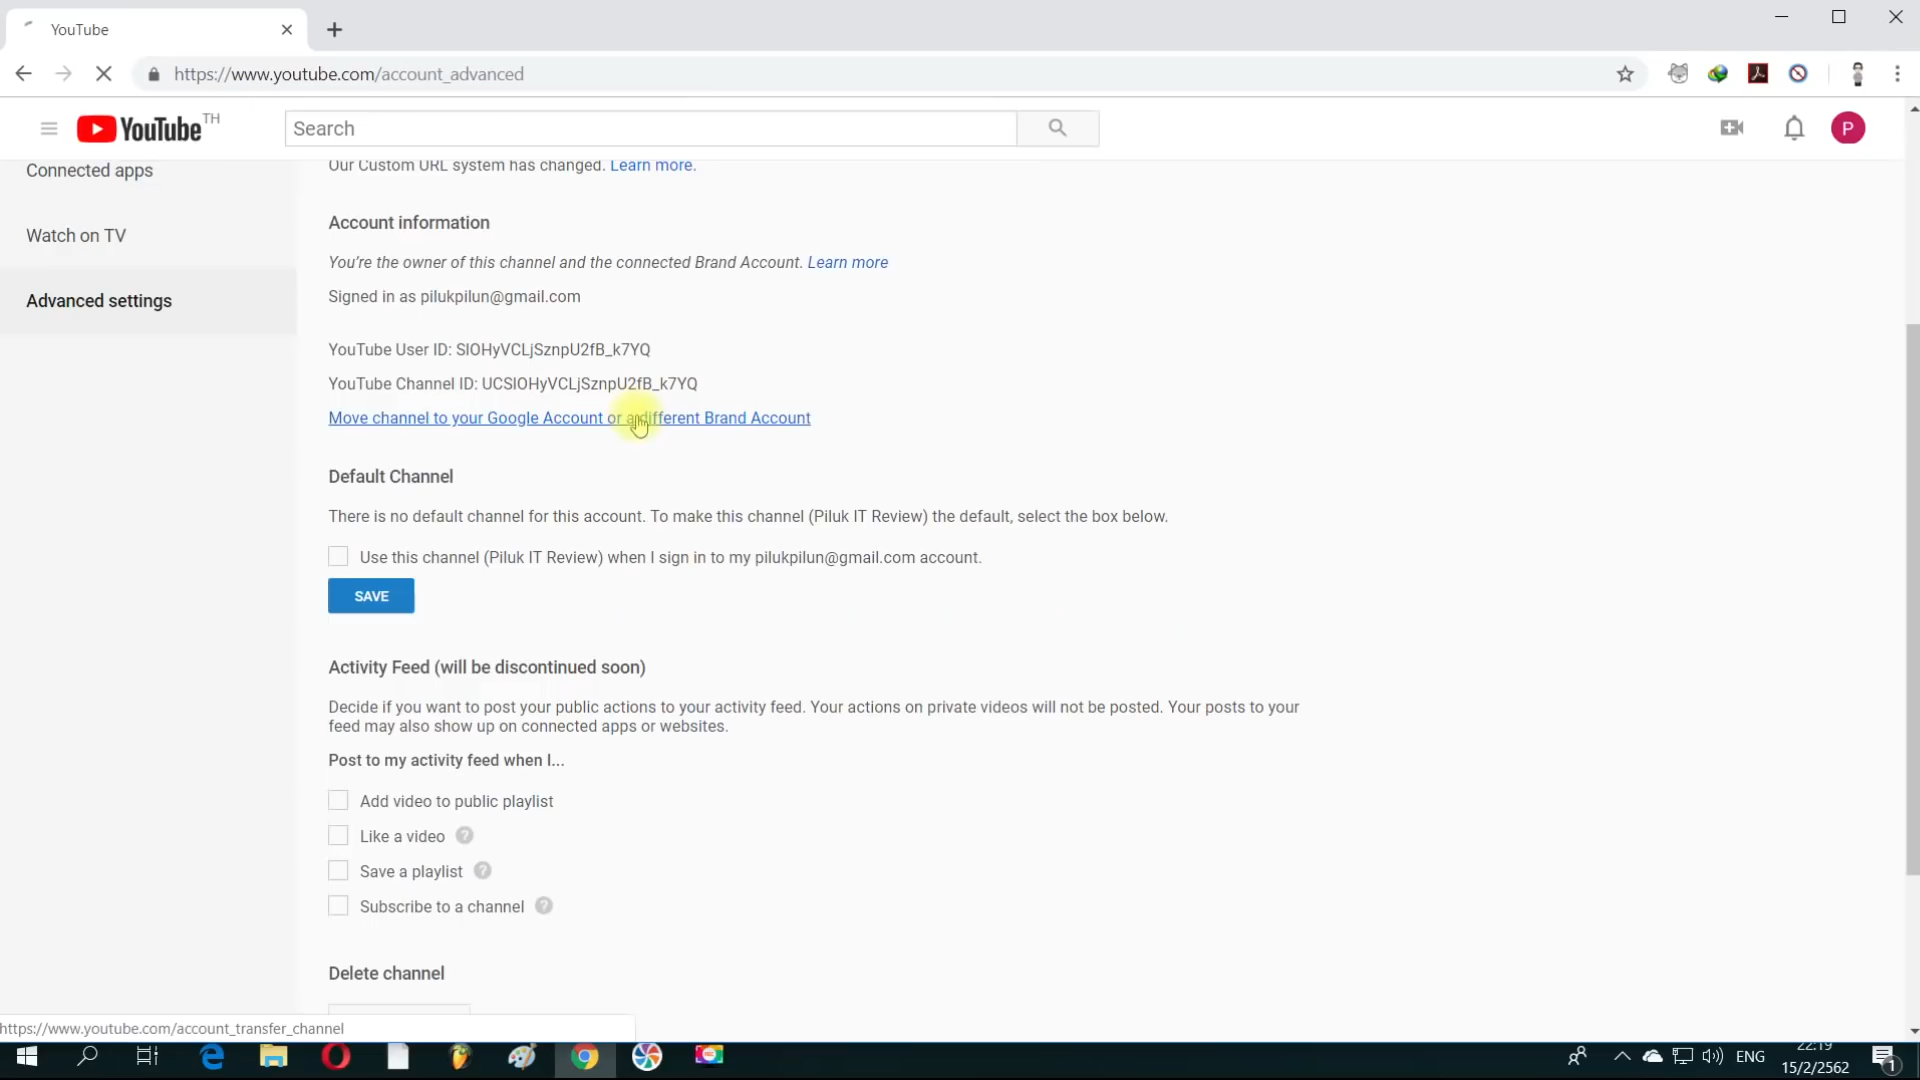 YouTube
https://www.youtube.com/account_advanced
YouTube TH
Search
P
Connected apps
Watch on TV
Advanced settings
Our Custom URL system has changed. Learn more.
Account information
You're the owner of this channel and the connected Brand Account. Learn more
Signed in as pilukpilun@gmail.com
YouTube User ID: SIOHyVCLjSznpU2fB_k7YQ
YouTube Channel ID: UCSIOHyVCLjSznpU2fB_k7YQ
Move channel to your Google Account or a different Brand Account
Default Channel
There is no default channel for this account. To make this channel (Piluk IT Review) the default, select the box below.
Use this channel (Piluk IT Review) when I sign in to my pilukpilun@gmail.com account.
SAVE
Activity Feed (will be discontinued soon)
Decide if you want to post your public actions to your activity feed. Your actions on private videos will not be posted. Your posts to your
feed may also show up on connected apps or websites.
Post to my activity feed when I...
Add video to public playlist
Like a video ?
Save a playlist ?
Subscribe to a channel ?
Delete channel
https://www.youtube.com/account_transfer_channel
ENG
22:19
15/2/2562
1